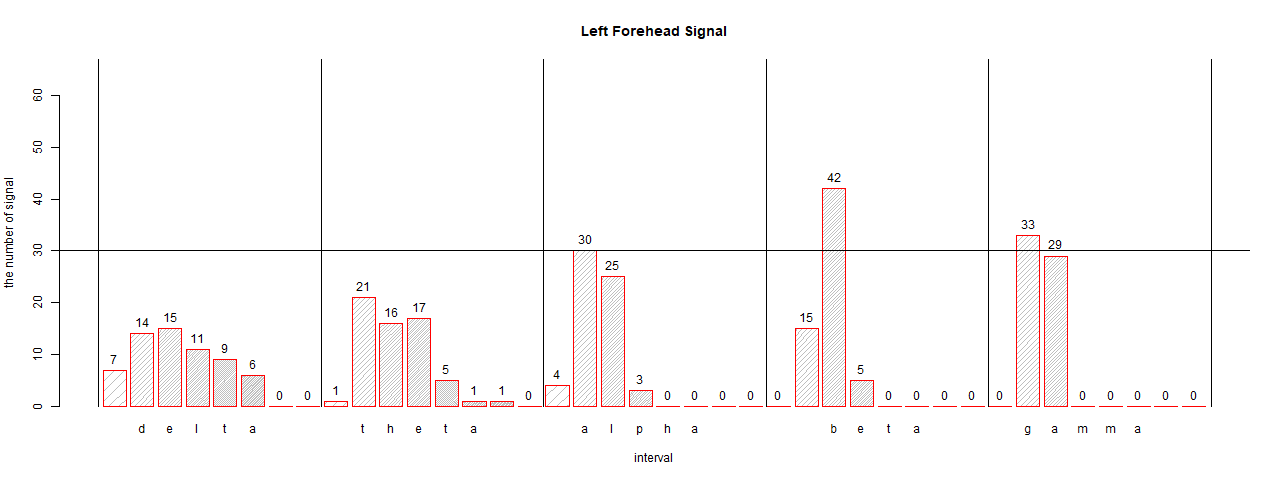 Left Forehead Signal
the number of signal
60
50
40
30
20
10
0
7 14 15 11 9 6 0 0
1 21 16 17 5 1 1 0
4 30 25 3 0 0 0 0
0 15 42 5 0 0 0 0
0 33 29 0 0 0 0 0
d e l t a t h e t a a l p h a b e t a g a m m a
interval